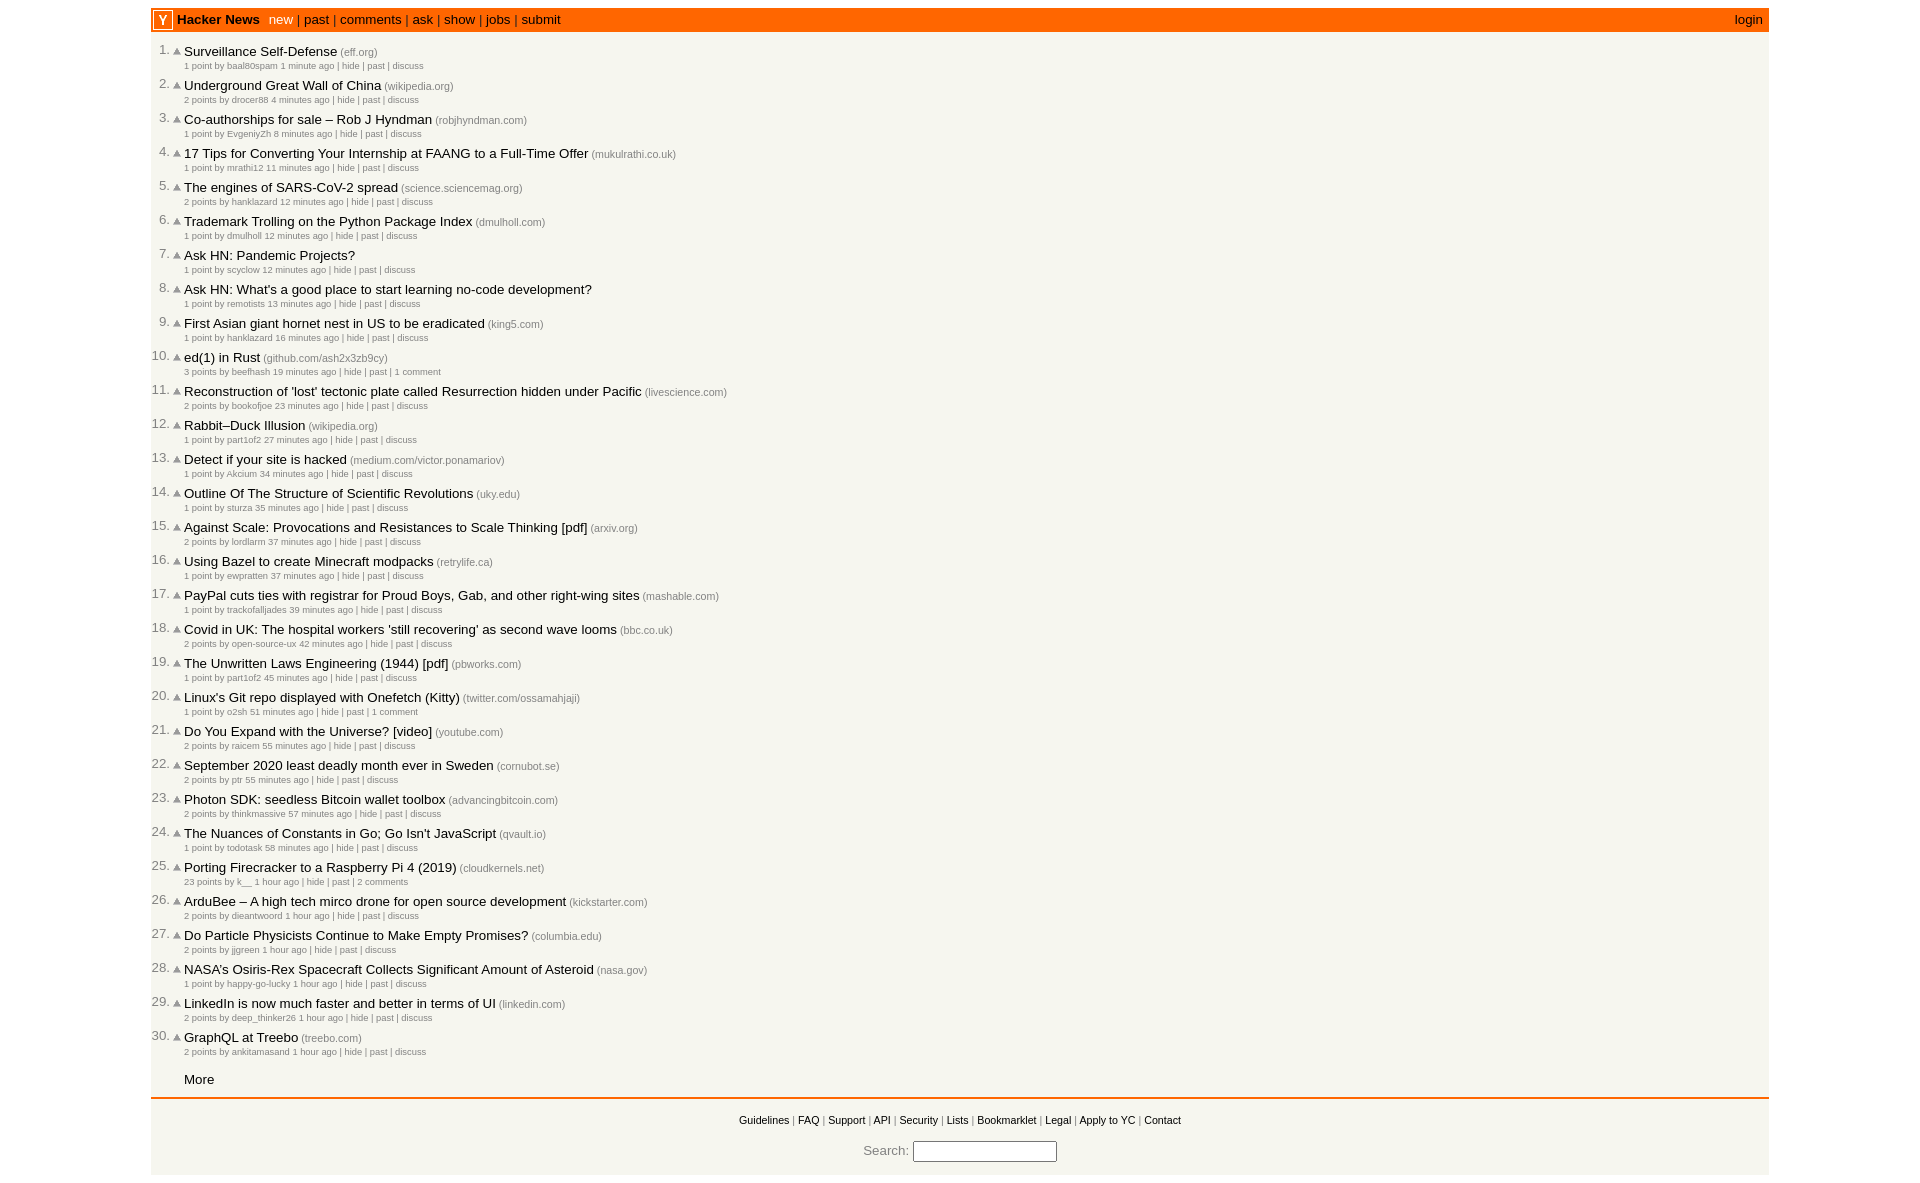 Y Hacker News new | past | comments | ask | show | jobs | submit login
1. Surveillance Self-Defense (eff.org)
1 point by baal80spam 1 minute ago | hide | past | discuss
2. Underground Great Wall of China (wikipedia.org)
2 points by drocer88 4 minutes ago | hide | past | discuss
3. Co-authorships for sale – Rob J Hyndman (robjhyndman.com)
1 point by EvgeniyZh 8 minutes ago | hide | past | discuss
4. 17 Tips for Converting Your Internship at FAANG to a Full-Time Offer (mukulrathi.co.uk)
1 point by mrathi12 11 minutes ago | hide | past | discuss
5. The engines of SARS-CoV-2 spread (science.sciencemag.org)
2 points by hanklazard 12 minutes ago | hide | past | discuss
6. Trademark Trolling on the Python Package Index (dmulholl.com)
1 point by dmulholl 12 minutes ago | hide | past | discuss
7. Ask HN: Pandemic Projects?
1 point by scyclow 12 minutes ago | hide | past | discuss
8. Ask HN: What's a good place to start learning no-code development?
1 point by remotists 13 minutes ago | hide | past | discuss
9. First Asian giant hornet nest in US to be eradicated (king5.com)
1 point by hanklazard 16 minutes ago | hide | past | discuss
10. ed(1) in Rust (github.com/ash2x3zb9cy)
3 points by beefhash 19 minutes ago | hide | past | 1 comment
11. Reconstruction of 'lost' tectonic plate called Resurrection hidden under Pacific (livescience.com)
2 points by bookofjoe 23 minutes ago | hide | past | discuss
12. Rabbit–Duck Illusion (wikipedia.org)
1 point by part1of2 27 minutes ago | hide | past | discuss
13. Detect if your site is hacked (medium.com/victor.ponamariov)
1 point by Akcium 34 minutes ago | hide | past | discuss
14. Outline Of The Structure of Scientific Revolutions (uky.edu)
1 point by sturza 35 minutes ago | hide | past | discuss
15. Against Scale: Provocations and Resistances to Scale Thinking [pdf] (arxiv.org)
2 points by lordlarm 37 minutes ago | hide | past | discuss
16. Using Bazel to create Minecraft modpacks (retrylife.ca)
1 point by ewpratten 37 minutes ago | hide | past | discuss
17. PayPal cuts ties with registrar for Proud Boys, Gab, and other right-wing sites (mashable.com)
1 point by trackofalljades 39 minutes ago | hide | past | discuss
18. Covid in UK: The hospital workers 'still recovering' as second wave looms (bbc.co.uk)
2 points by open-source-ux 42 minutes ago | hide | past | discuss
19. The Unwritten Laws Engineering (1944) [pdf] (pbworks.com)
1 point by part1of2 45 minutes ago | hide | past | discuss
20. Linux's Git repo displayed with Onefetch (Kitty) (twitter.com/ossamahjaji)
1 point by o2sh 51 minutes ago | hide | past | 1 comment
21. Do You Expand with the Universe? [video] (youtube.com)
2 points by raicem 55 minutes ago | hide | past | discuss
22. September 2020 least deadly month ever in Sweden (cornubot.se)
2 points by ptr 55 minutes ago | hide | past | discuss
23. Photon SDK: seedless Bitcoin wallet toolbox (advancingbitcoin.com)
2 points by thinkmassive 57 minutes ago | hide | past | discuss
24. The Nuances of Constants in Go; Go Isn't JavaScript (qvault.io)
1 point by todotask 58 minutes ago | hide | past | discuss
25. Porting Firecracker to a Raspberry Pi 4 (2019) (cloudkernels.net)
23 points by k__ 1 hour ago | hide | past | 2 comments
26. ArduBee – A high tech mirco drone for open source development (kickstarter.com)
2 points by dieantwoord 1 hour ago | hide | past | discuss
27. Do Particle Physicists Continue to Make Empty Promises? (columbia.edu)
2 points by jjgreen 1 hour ago | hide | past | discuss
28. NASA's Osiris-Rex Spacecraft Collects Significant Amount of Asteroid (nasa.gov)
1 point by happy-go-lucky 1 hour ago | hide | past | discuss
29. LinkedIn is now much faster and better in terms of UI (linkedin.com)
2 points by deep_thinker26 1 hour ago | hide | past | discuss
30. GraphQL at Treebo (treebo.com)
2 points by ankitamasand 1 hour ago | hide | past | discuss
More
Guidelines | FAQ | Support | API | Security | Lists | Bookmarklet | Legal | Apply to YC | Contact
Search: